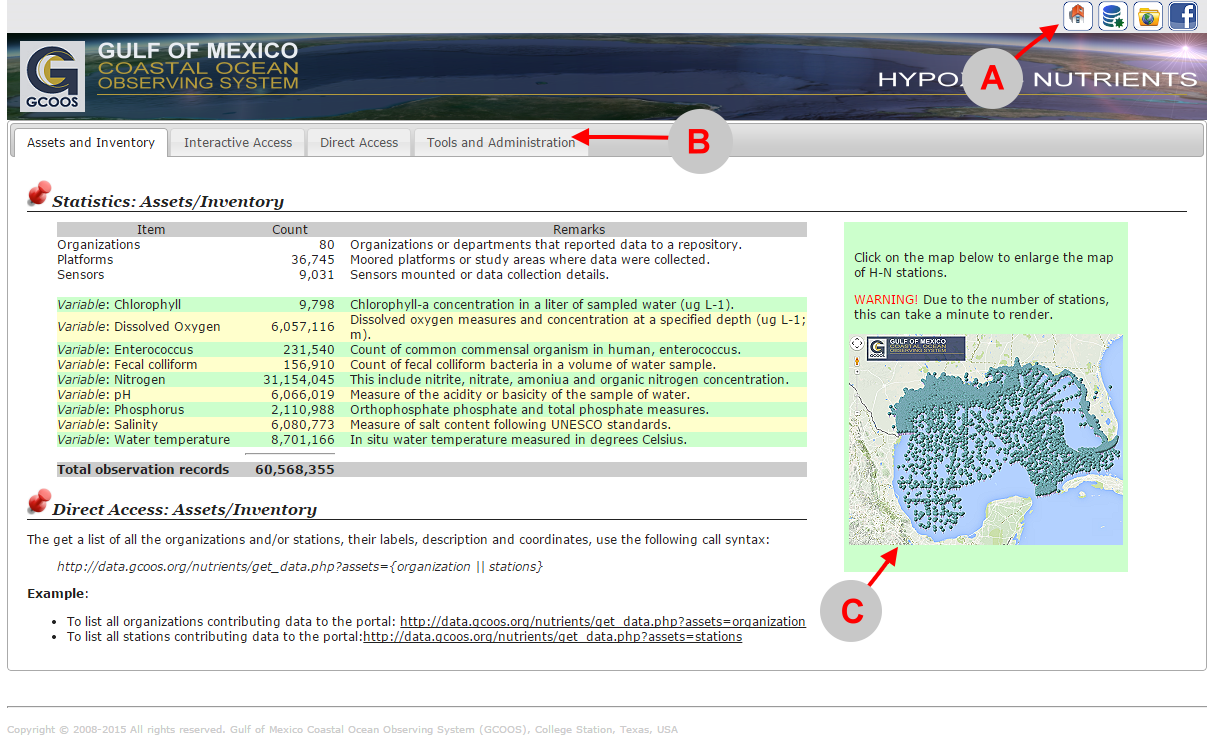 A
GULF OF MEXICO
COASTAL OCEAN
OBSERVING SYSTEM
GCOOS
NUTRIENTS
Assets and Inventory
Interactive Access
Direct Access
Tools and Administration
B
Statistics: Assets/Inventory
Item Count Remarks
Organizations 80 Organizations or departments that reported data to a repository.
Platforms 36,745 Moored platforms or study areas where data were collected.
Sensors 9,031 Sensors mounted or data collection details.
Variable: Chlorophyll 9,798 Chlorophyll-a concentration in a liter of sampled water (ug L-1).
Variable: Dissolved Oxygen 6,057,116 Dissolved oxygen measures and concentration at a specified depth (ug L-1;
m).
Variable: Enterococcus 231,540 Count of common commensal organism in human, enterococcus.
Variable: Fecal colliform 156,910 Count of fecal colliform bacteria in a volume of water sample.
Variable: Nitrogen 31,154,045 This include nitrite, nitrate, amoniua and organic nitrogen concentration.
Variable: pH 6,066,019 Measure of the acidity or basicity of the sample of water.
Variable: Phosphorus 2,110,988 Orthophosphate phosphate and total phosphate measures.
Variable: Salinity 6,080,773 Measure of salt content following UNESCO standards.
Variable: Water temperature 8,701,166 In situ water temperature measured in degrees Celsius.
Total observation records 60,568,355
Click on the map below to enlarge the map
of H-N stations.
WARNING! Due to the number of stations,
this can take a minute to render.
GCOOS
GULF OF MEXICO
COASTAL OCEAN
OBSERVING SYSTEM
C
Direct Access: Assets/Inventory
The get a list of all the organizations and/or stations, their labels, description and coordinates, use the following call syntax:
http://data.gcoos.org/nutrients/get_data.php?assets={organization || stations}
Example:
• To list all organizations contributing data to the portal: http://data.gcoos.org/nutrients/get_data.php?assets=organization
• To list all stations contributing data to the portal:http://data.gcoos.org/nutrients/get_data.php?assets=stations
Copyright © 2008-2015 All rights reserved. Gulf of Mexico Coastal Ocean Observing System (GCOOS), College Station, Texas, USA